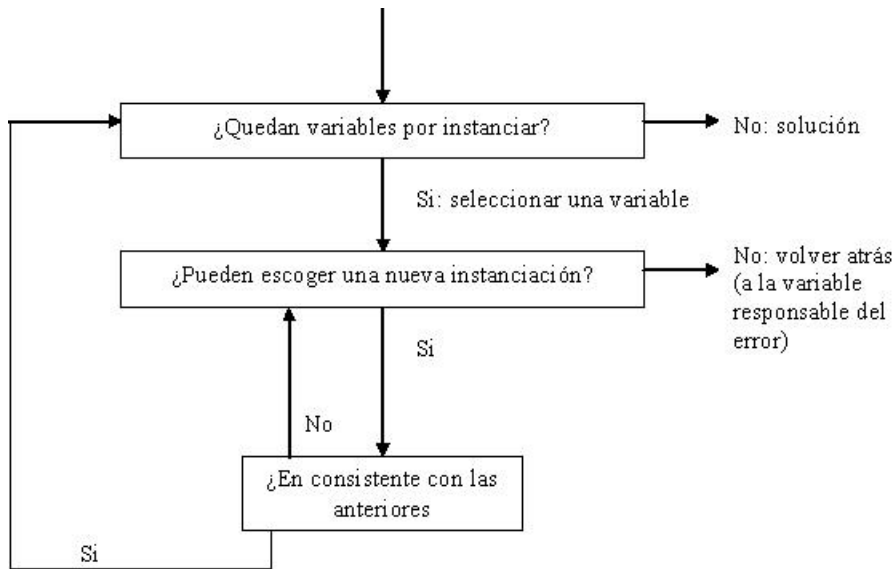 ¿Quedan variables por instanciar?
No: solución
Si: seleccionar una variable
¿Pueden escoger una nueva instanciación?
No: volver atrás
(a la variable
responsable del
error)
Si
No
¿En consistente con las
anteriores
Si